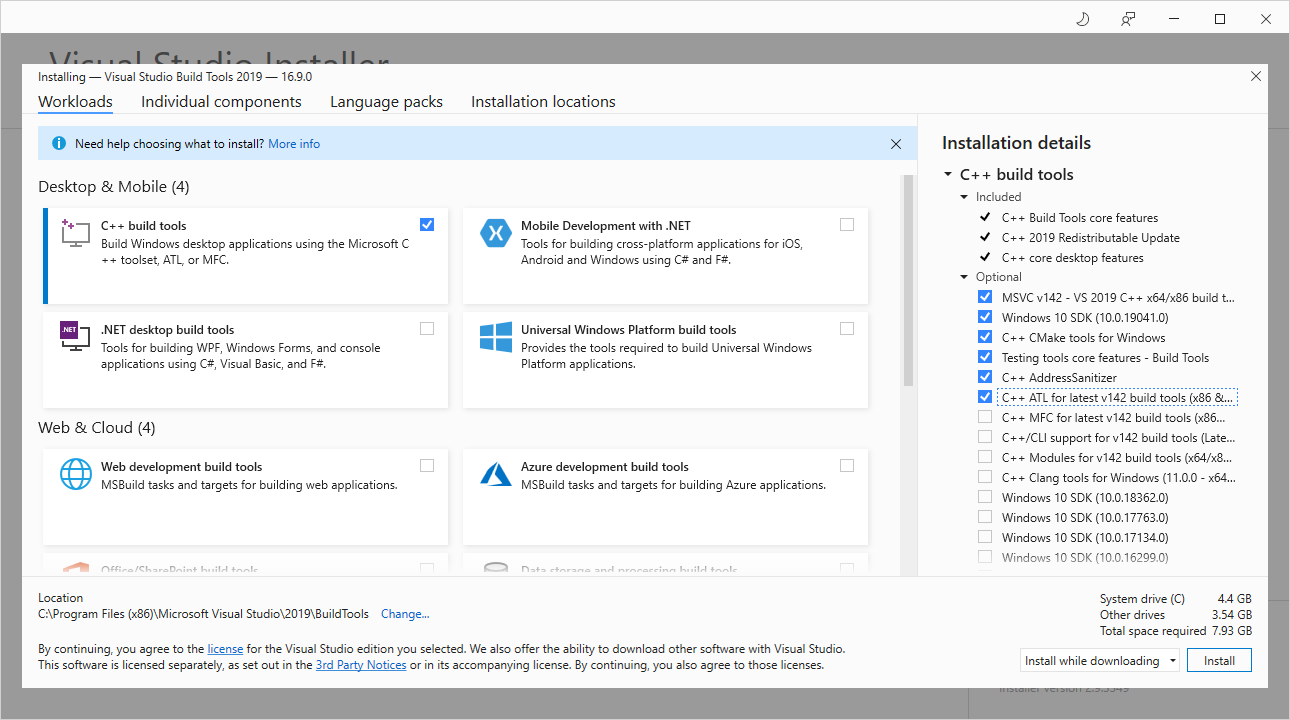 Visual Studio Installer
Installing — Visual Studio Build Tools 2019 — 16.9.0
Workloads
Individual components
Language packs
Installation locations
Need help choosing what to install? More info
Desktop & Mobile (4)
C++ build tools
Build Windows desktop applications using the Microsoft C
++ toolset, ATL, or MFC.
Mobile Development with .NET
Tools for building cross-platform applications for iOS,
Android and Windows using C# and F#.
.NET
.NET desktop build tools
Tools for building WPF, Windows Forms, and console
applications using C#, Visual Basic, and F#.
Universal Windows Platform build tools
Provides the tools required to build Universal Windows
Platform applications.
Web & Cloud (4)
Web development build tools
MSBuild tasks and targets for building web applications.
Azure development build tools
MSBuild tasks and targets for building Azure applications.
Office/SharePoint build tools
Data storage and processing build tools
Installation details
C++ build tools
Included
C++ Build Tools core features
C++ 2019 Redistributable Update
C++ core desktop features
Optional
MSVC v142 - VS 2019 C++ x64/x86 build t...
Windows 10 SDK (10.0.19041.0)
C++ CMake tools for Windows
Testing tools core features - Build Tools
C++ AddressSanitizer
C++ ATL for latest v142 build tools (x86 &...
C++ MFC for latest v142 build tools (x86...
C++/CLI support for v142 build tools (Late...
C++ Modules for v142 build tools (x64/x8...
C++ Clang tools for Windows (11.0.0 - x64...
Windows 10 SDK (10.0.18362.0)
Windows 10 SDK (10.0.17763.0)
Windows 10 SDK (10.0.17134.0)
Windows 10 SDK (10.0.16299.0)
Location
C:\Program Files (x86)\Microsoft Visual Studio\2019\BuildTools Change...
By continuing, you agree to the license for the Visual Studio edition you selected. We also offer the ability to download other software with Visual Studio.
This software is licensed separately, as set out in the 3rd Party Notices or in its accompanying license. By continuing, you also agree to those licenses.
System drive (C) 4.4 GB
Other drives 3.54 GB
Total space required 7.93 GB
Install while downloading
Install
Installer version 2.9.3349